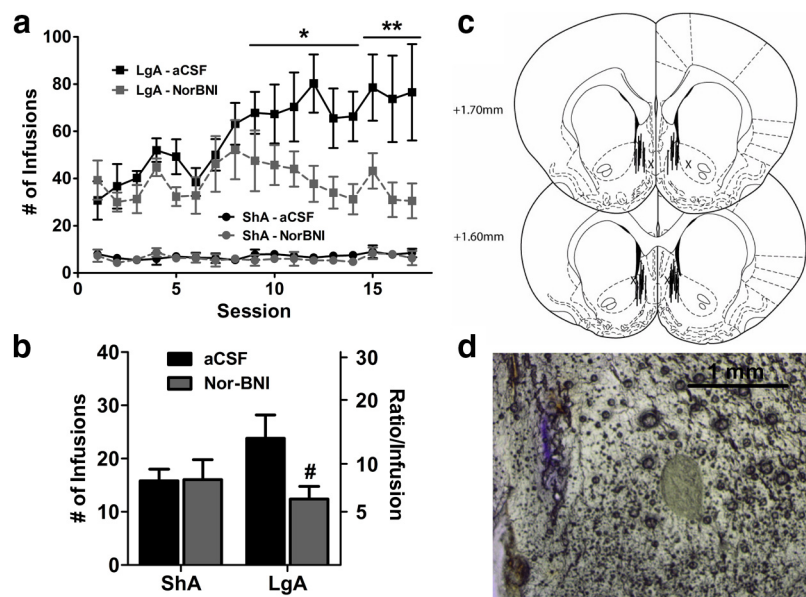 a
100
80
60
40
20
0
# of Infusions
LgA - aCSF
LgA - NorBNI
*
**
ShA - aCSF
ShA - NorBNI
0
5
10
15
Session
b
40
30
20
10
0
# of Infusions
aCSF
Nor-BNI
#
30
20
10
5
Ratio/Infusion
ShA
LgA
c
+1.70mm
x
x
+1.60mm
d
1 mm